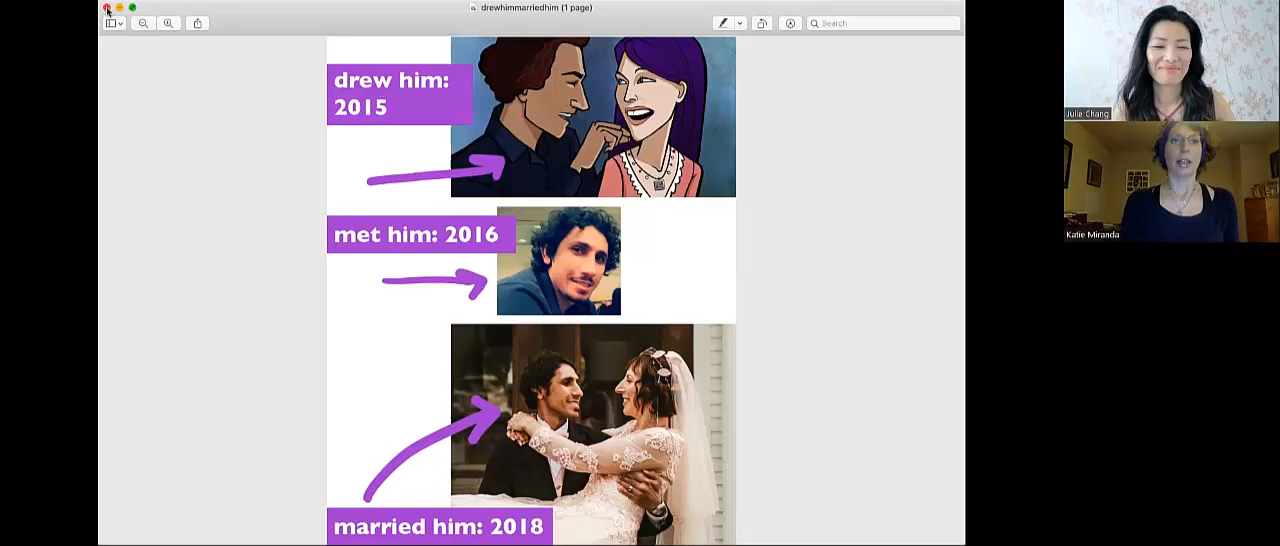 drewhimmarriedhim (1 page)
Search
drew him:
2015
met him: 2016
married him: 2018
Julie Chang
Katie Miranda